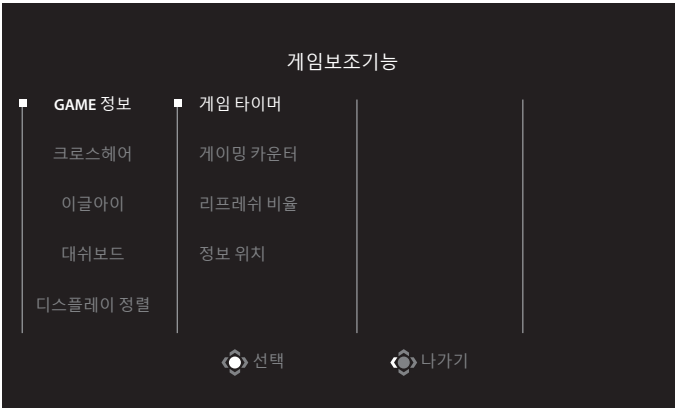 게임보조기능
GAME 정보
게임 타이머
크로스헤어
게이밍 카운터
이글아이
리프레쉬 비율
대쉬보드
정보 위치
디스플레이 정렬
선택
나가기